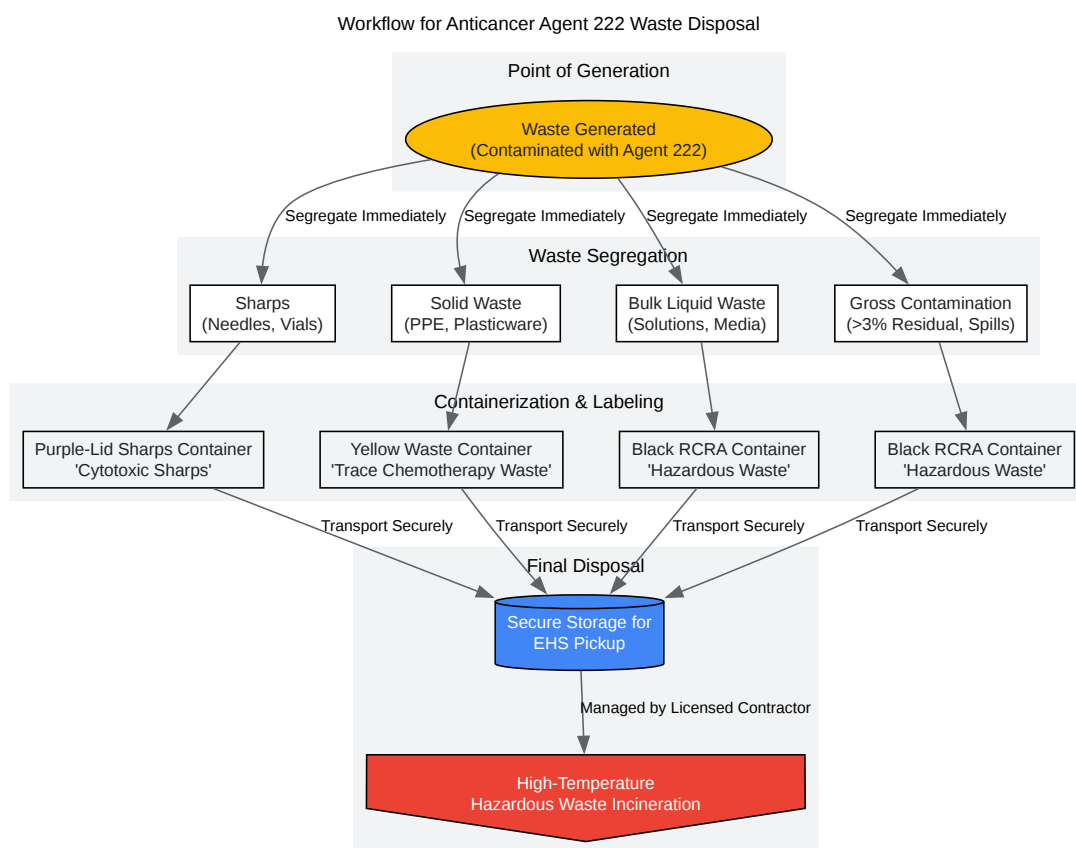 Workflow for Anticancer Agent 222 Waste Disposal
Point of Generation
Waste Generated
(Contaminated with Agent 222)
Segregate Immediately
Segregate Immediately
Segregate Immediately
Segregate Immediately
Waste Segregation
Sharps
(Needles, Vials)
Solid Waste
(PPE, Plasticware)
Bulk Liquid Waste
(Solutions, Media)
Gross Contamination
(>3% Residual, Spills)
Containerization & Labeling
Purple-Lid Sharps Container
'Cytotoxic Sharps'
Yellow Waste Container
'Trace Chemotherapy Waste'
Black RCRA Container
'Hazardous Waste'
Black RCRA Container
'Hazardous Waste'
Transport Securely
Transport Securely
Transport Securely
Transport Securely
Final Disposal
Secure Storage for
EHS Pickup
Managed by Licensed Contractor
High-Temperature
Hazardous Waste Incineration